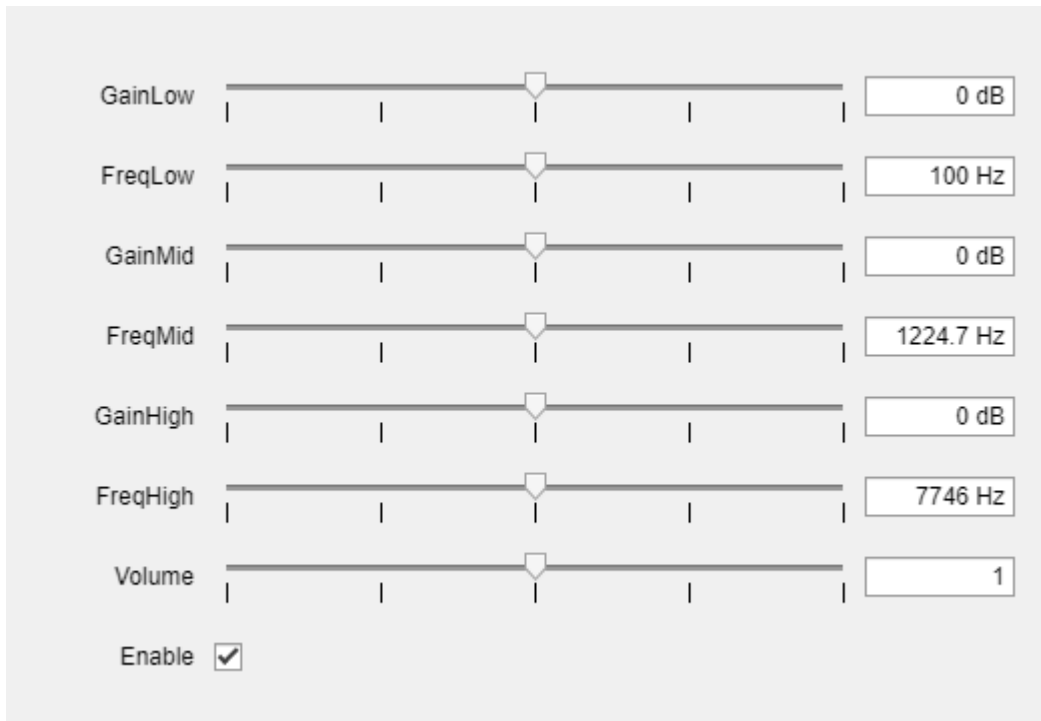 GainLow 0 dB
FreqLow 100 Hz
GainMid 0 dB
FreqMid 1224.7 Hz
GainHigh 0 dB
FreqHigh 7746 Hz
Volume 1
Enable